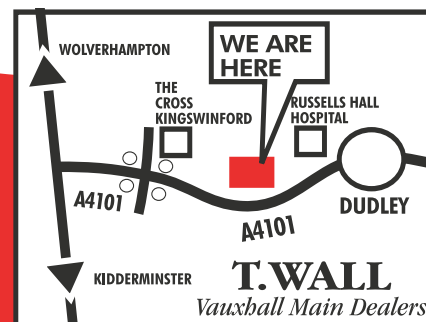 WOLVERHAMPTON
WE ARE
HERE
THE
CROSS
KINGSWINFORD
RUSSELLS HALL
HOSPITAL
A4101
A4101
DUDLEY
KIDDERMINSTER
T.WALL
Vauxhall Main Dealers